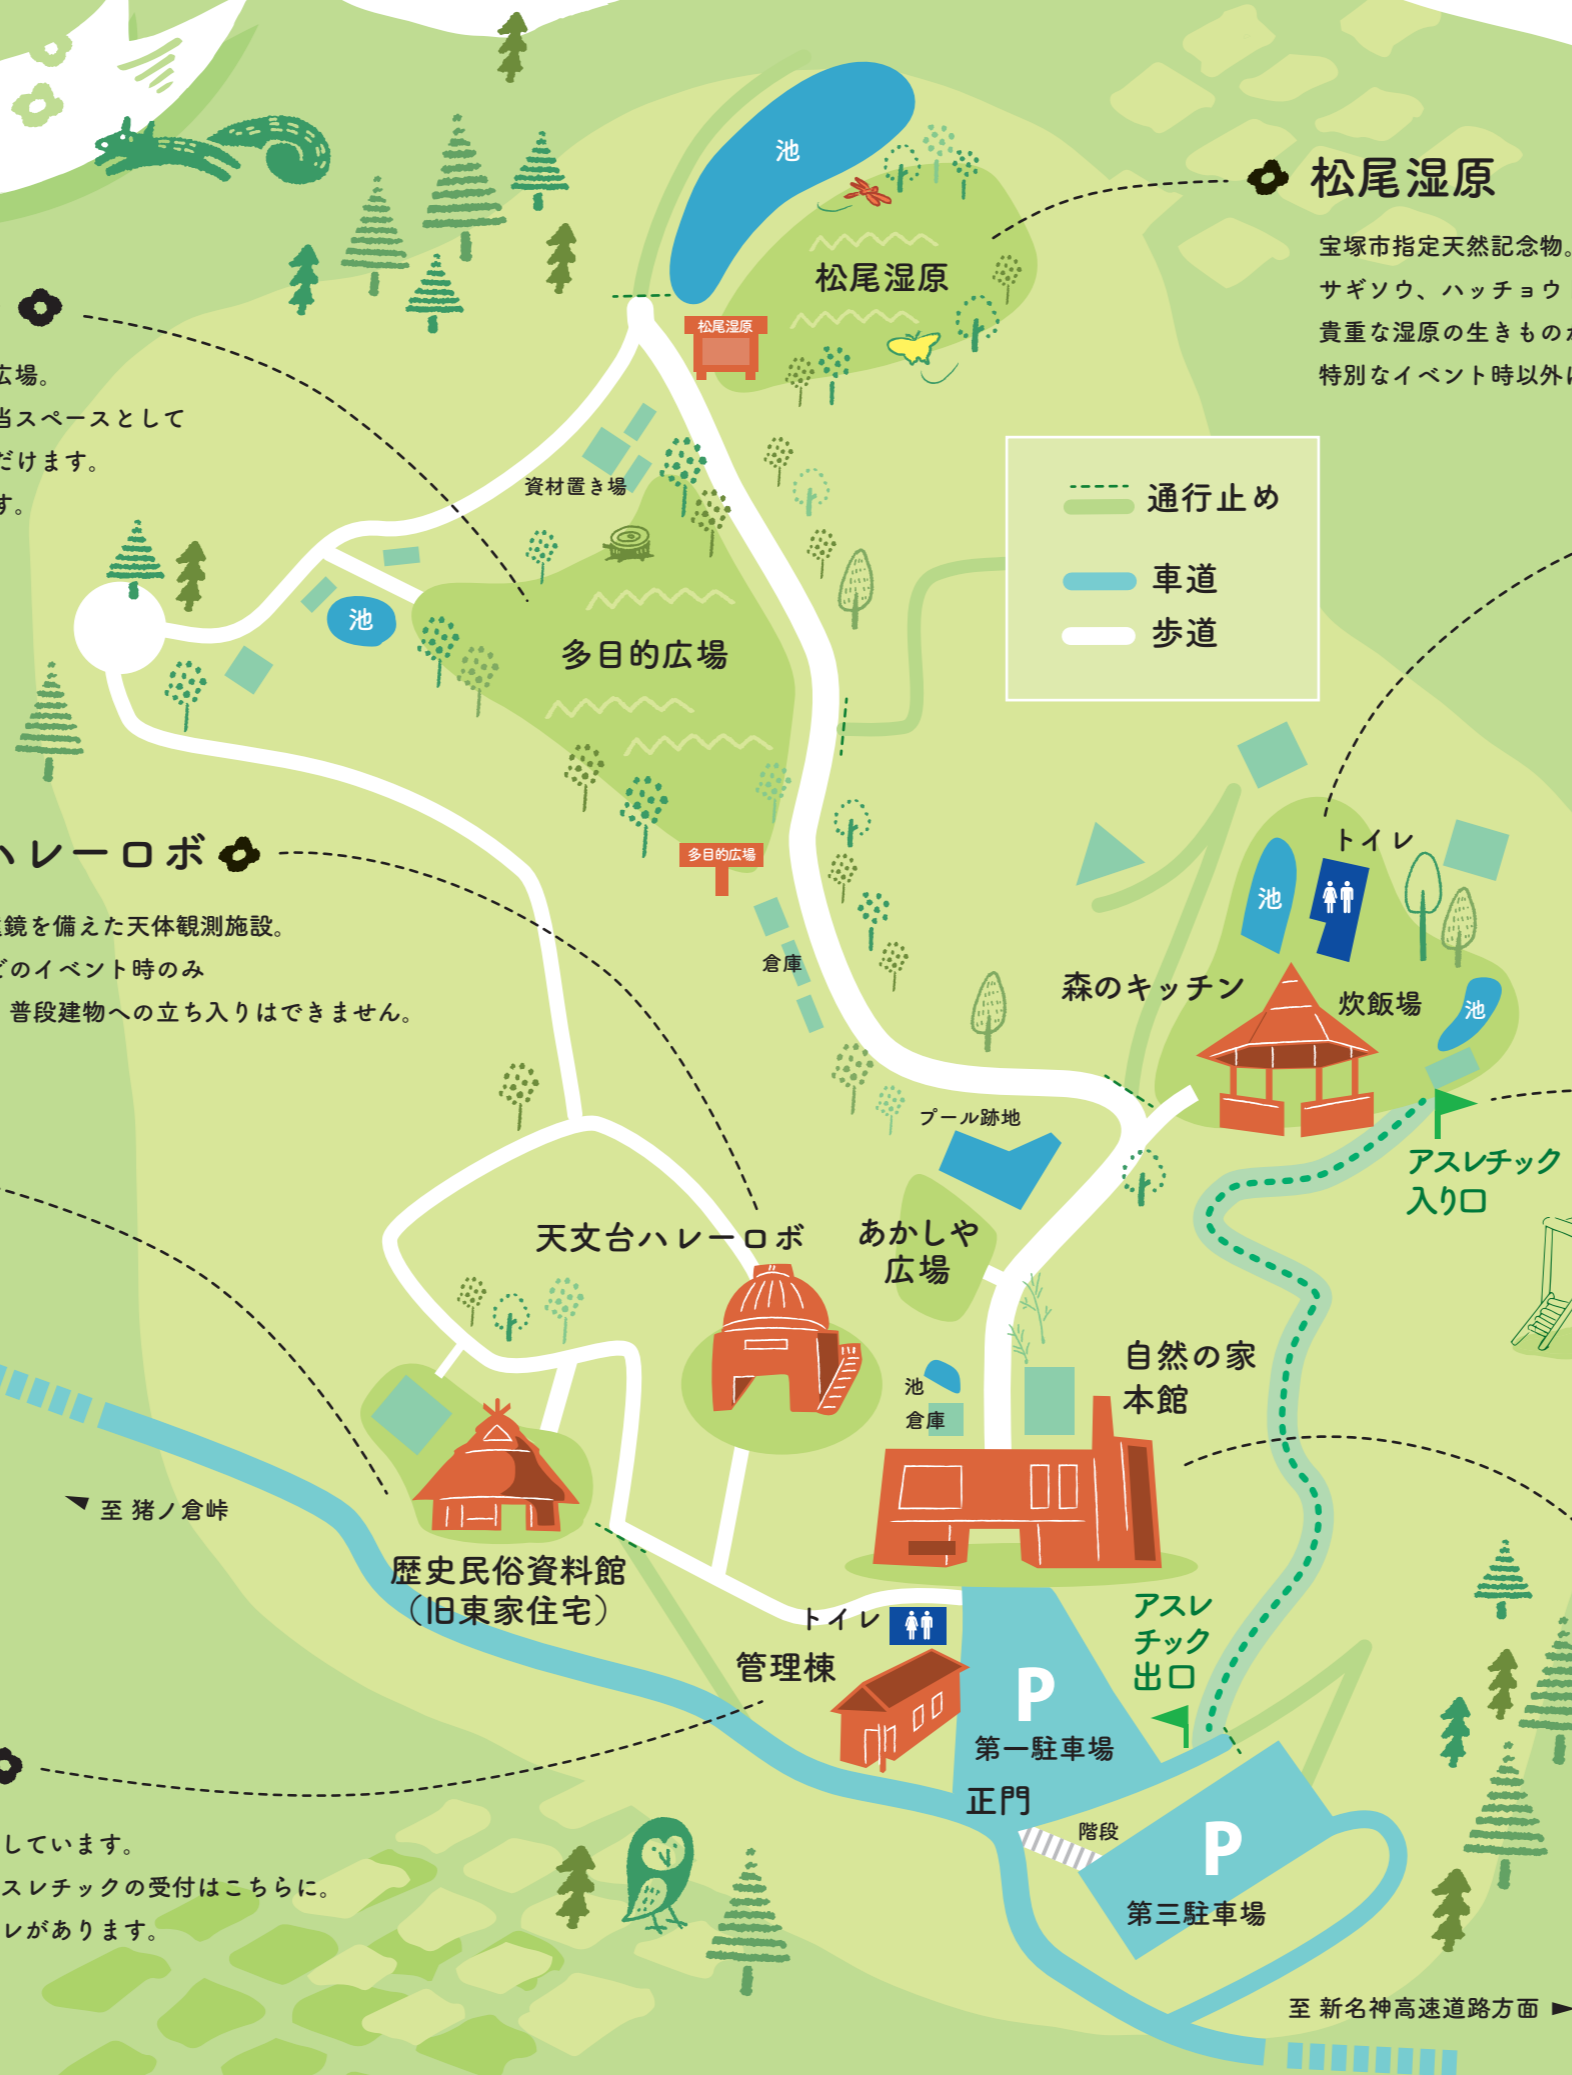 池
松尾湿原
宝塚市指定天然記念物。
サギソウ、ハッチョウ
貴重な湿原の生きもの
特別なイベント時以外
松尾湿原
松尾湿原
広場。
当スペースとして
だけます。
す。
資材置き場
通行止め
車道
歩道
池
多目的広場
多目的広場
ハレーロボ
鏡を備えた天体観測施設。
どのイベント時のみ
普段建物への立ち入りはできません。
倉庫
トイレ
池
森のキッチン
炊飯場
池
プール跡地
アスレチック
入り口
天文台ハレーロボ
あかしや
広場
自然の家
本館
池
倉庫
至 猪ノ倉峠
歴史民俗資料館
（旧東家住宅）
トイレ
管理棟
アスレ
チック
出口
P
第一駐車場
正門
階段
P
第三駐車場
しています。
スレチックの受付はこちらに。
レがあります。
至 新名神高速道路方面